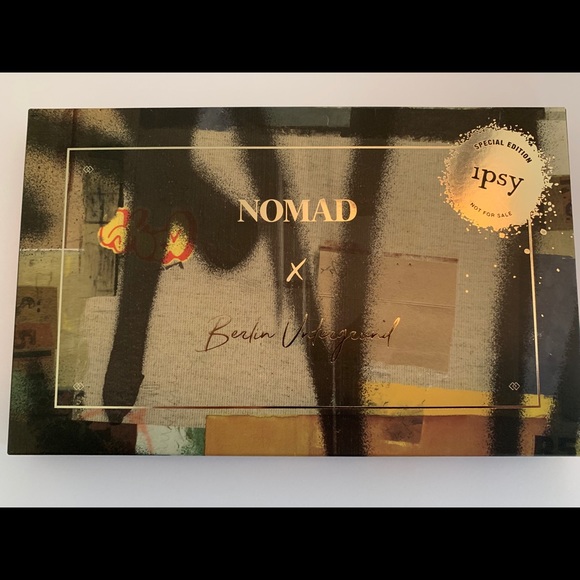 SPECIAL EDITION
ipsy
NOT FOR SALE
NOMAD
X
Berlin Underground